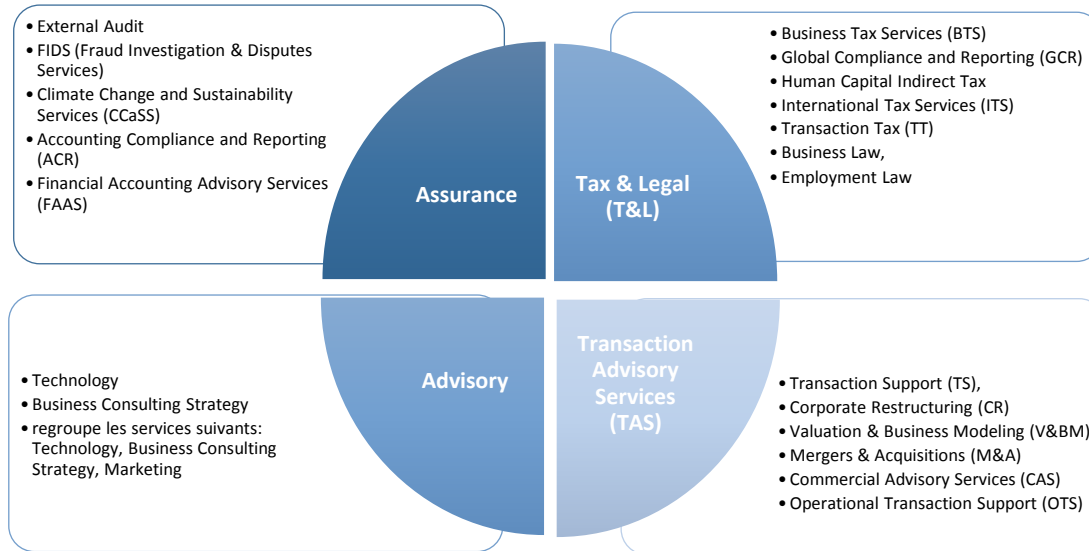 • External Audit
• FIDS (Fraud Investigation & Disputes
Services)
• Climate Change and Sustainability
Services (CCaSS)
• Accounting Compliance and Reporting
(ACR)
• Financial Accounting Advisory Services
(FAAS)
Assurance
• Business Tax Services (BTS)
• Global Compliance and Reporting (GCR)
• Human Capital Indirect Tax
• International Tax Services (ITS)
• Transaction Tax (TT)
• Business Law,
• Employment Law
Tax & Legal
(T&L)
• Technology
• Business Consulting Strategy
• regroupe les services suivants:
Technology, Business Consulting
Strategy, Marketing
Advisory
Transaction
Advisory
Services
(TAS)
• Transaction Support (TS),
• Corporate Restructuring (CR)
• Valuation & Business Modeling (V&BM)
• Mergers & Acquisitions (M&A)
• Commercial Advisory Services (CAS)
• Operational Transaction Support (OTS)